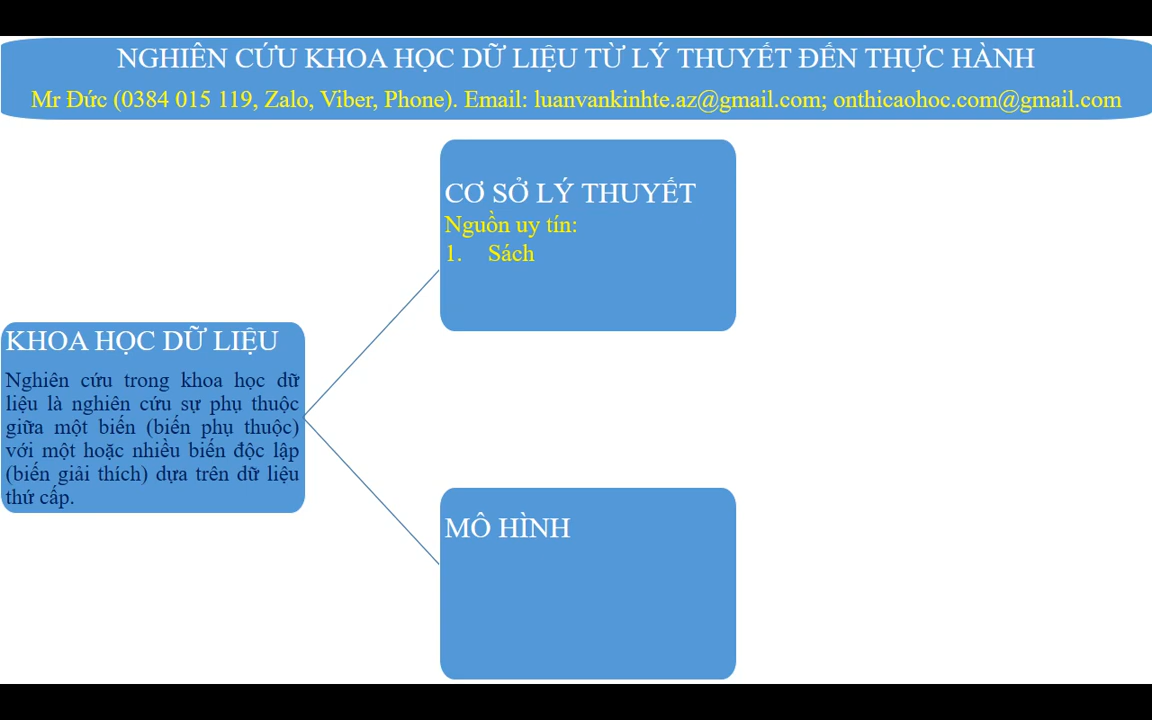 NGHIÊN CỨU KHOA HỌC DỮ LIỆU TỪ LÝ THUYẾT ĐẾN THỰC HÀNH
Mr Đức (0384 015 119, Zalo, Viber, Phone). Email: luanvankinhte.az@gmail.com; onthicaohoc.com@gmail.com
CƠ SỞ LÝ THUYẾT
Nguồn uy tín:
1. Sách
KHOA HỌC DỮ LIỆU
Nghiên cứu trong khoa học dữ
liệu là nghiên cứu sự phụ thuộc
giữa một biến (biến phụ thuộc)
với một hoặc nhiều biến độc lập
(biến giải thích) dựa trên dữ liệu
thứ cấp.
MÔ HÌNH